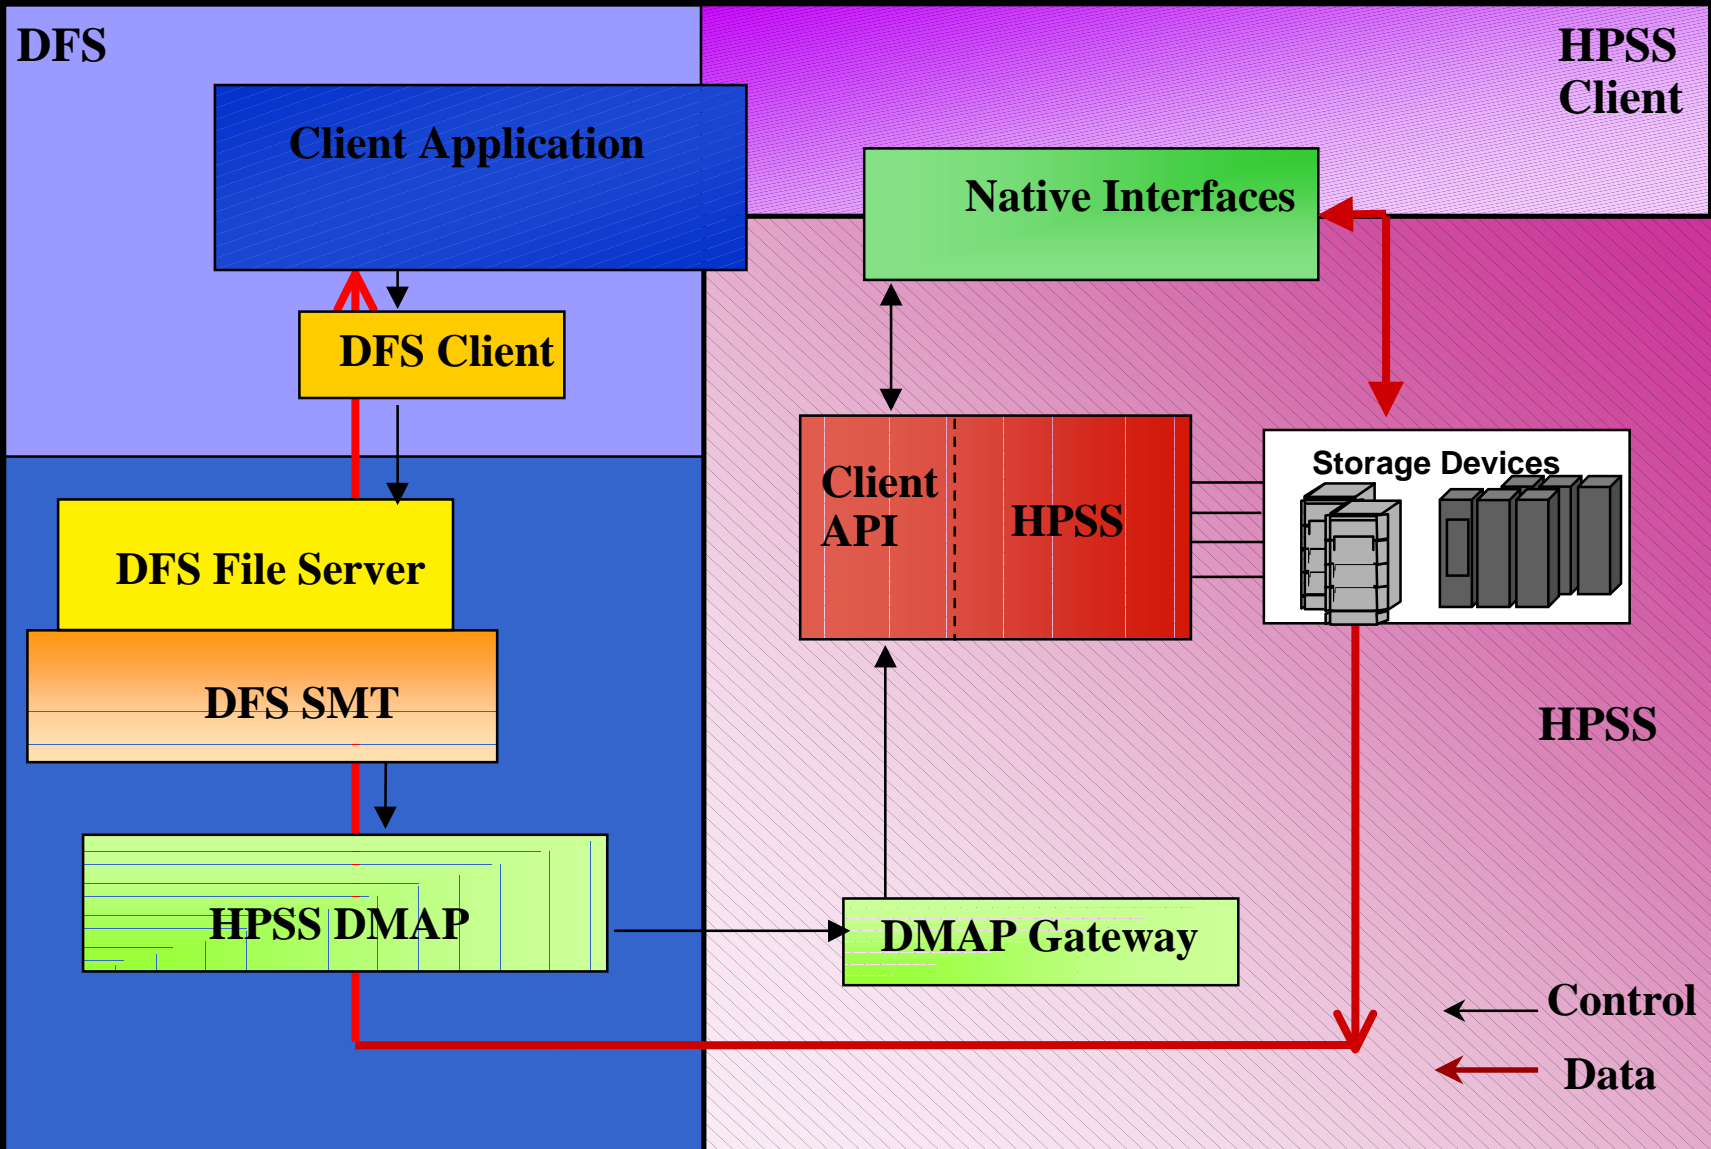 DFS
HPSS
Client
Client Application
Native Interfaces
DFS Client
Client
API
HPSS
Storage Devices
DFS File Server
DFS SMT
HPSS
HPSS DMAP
DMAP Gateway
Control
Data